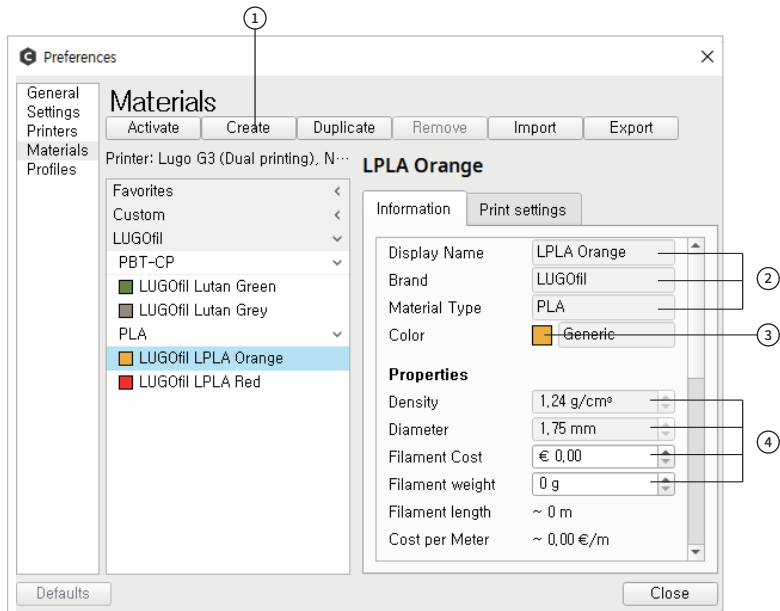 ①
Preferences
General
Settings
Printers
Materials
Profiles
Materials
Activate Create Duplicate Remove Import Export
Printer: Lugo G3 (Dual printing), N⋯
Favorites
Custom
LUGOfil
PBT-CP
LUGOfil Lutan Green
LUGOfil Lutan Grey
PLA
LUGOfil LPLA Orange
LUGOfil LPLA Red
LPLA Orange
Information Print settings
Display Name LPLA Orange
Brand LUGOfil ②
Material Type PLA
Color Generic ③
Properties
Density 1,24 g/cm³
Diameter 1,75 mm
Filament Cost € 0,00 ④
Filament weight 0 g
Filament length ~ 0 m
Cost per Meter ~ 0,00 €/m
Defaults Close